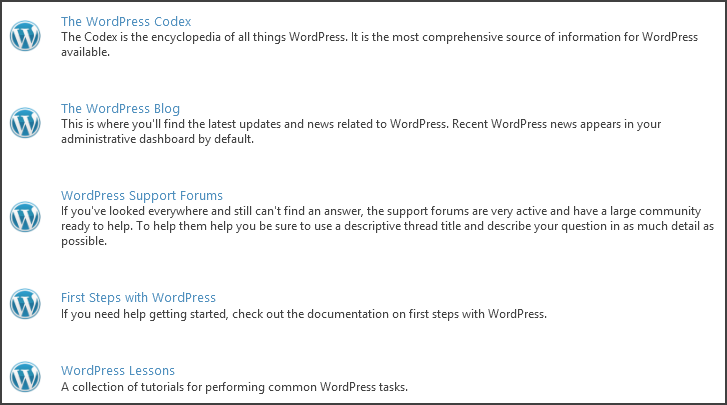 The WordPress Codex
The Codex is the encyclopedia of all things WordPress. It is the most comprehensive source of information for WordPress
available.
The WordPress Blog
This is where you'll find the latest updates and news related to WordPress. Recent WordPress news appears in your
administrative dashboard by default.
WordPress Support Forums
If you've looked everywhere and still can't find an answer, the support forums are very active and have a large community
ready to help. To help them help you be sure to use a descriptive thread title and describe your question in as much detail as
possible.
First Steps with WordPress
If you need help getting started, check out the documentation on first steps with WordPress.
WordPress Lessons
A collection of tutorials for performing common WordPress tasks.